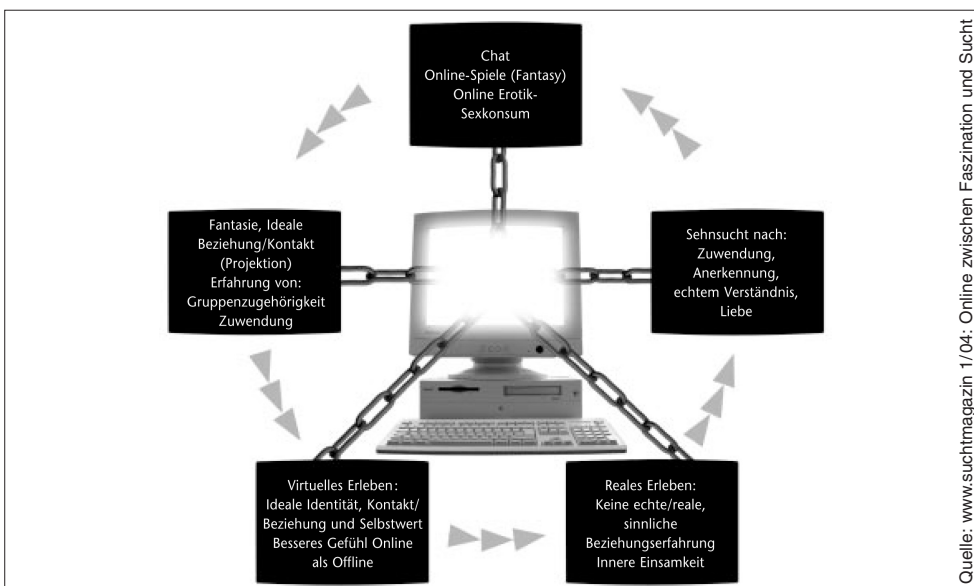 Chat
Online-Spiele (Fantasy)
Online Erotik-
Sexkonsum
Fantasie, Ideale
Beziehung/Kontakt
(Projektion)
Erfahrung von:
Gruppenzugehörigkeit
Zuwendung
Sehnsucht nach:
Zuwendung,
Anerkennung,
echtem Verständnis,
Liebe
Virtuelles Erleben:
Ideale Identität, Kontakt/
Beziehung und Selbstwert
Besseres Gefühl Online
als Offline
Reales Erleben:
Keine echte/reale,
sinnliche
Beziehungserfahrung
Innere Einsamkeit
Quelle: www.suchtmagazin 1/04: Online zwischen Faszination und Sucht